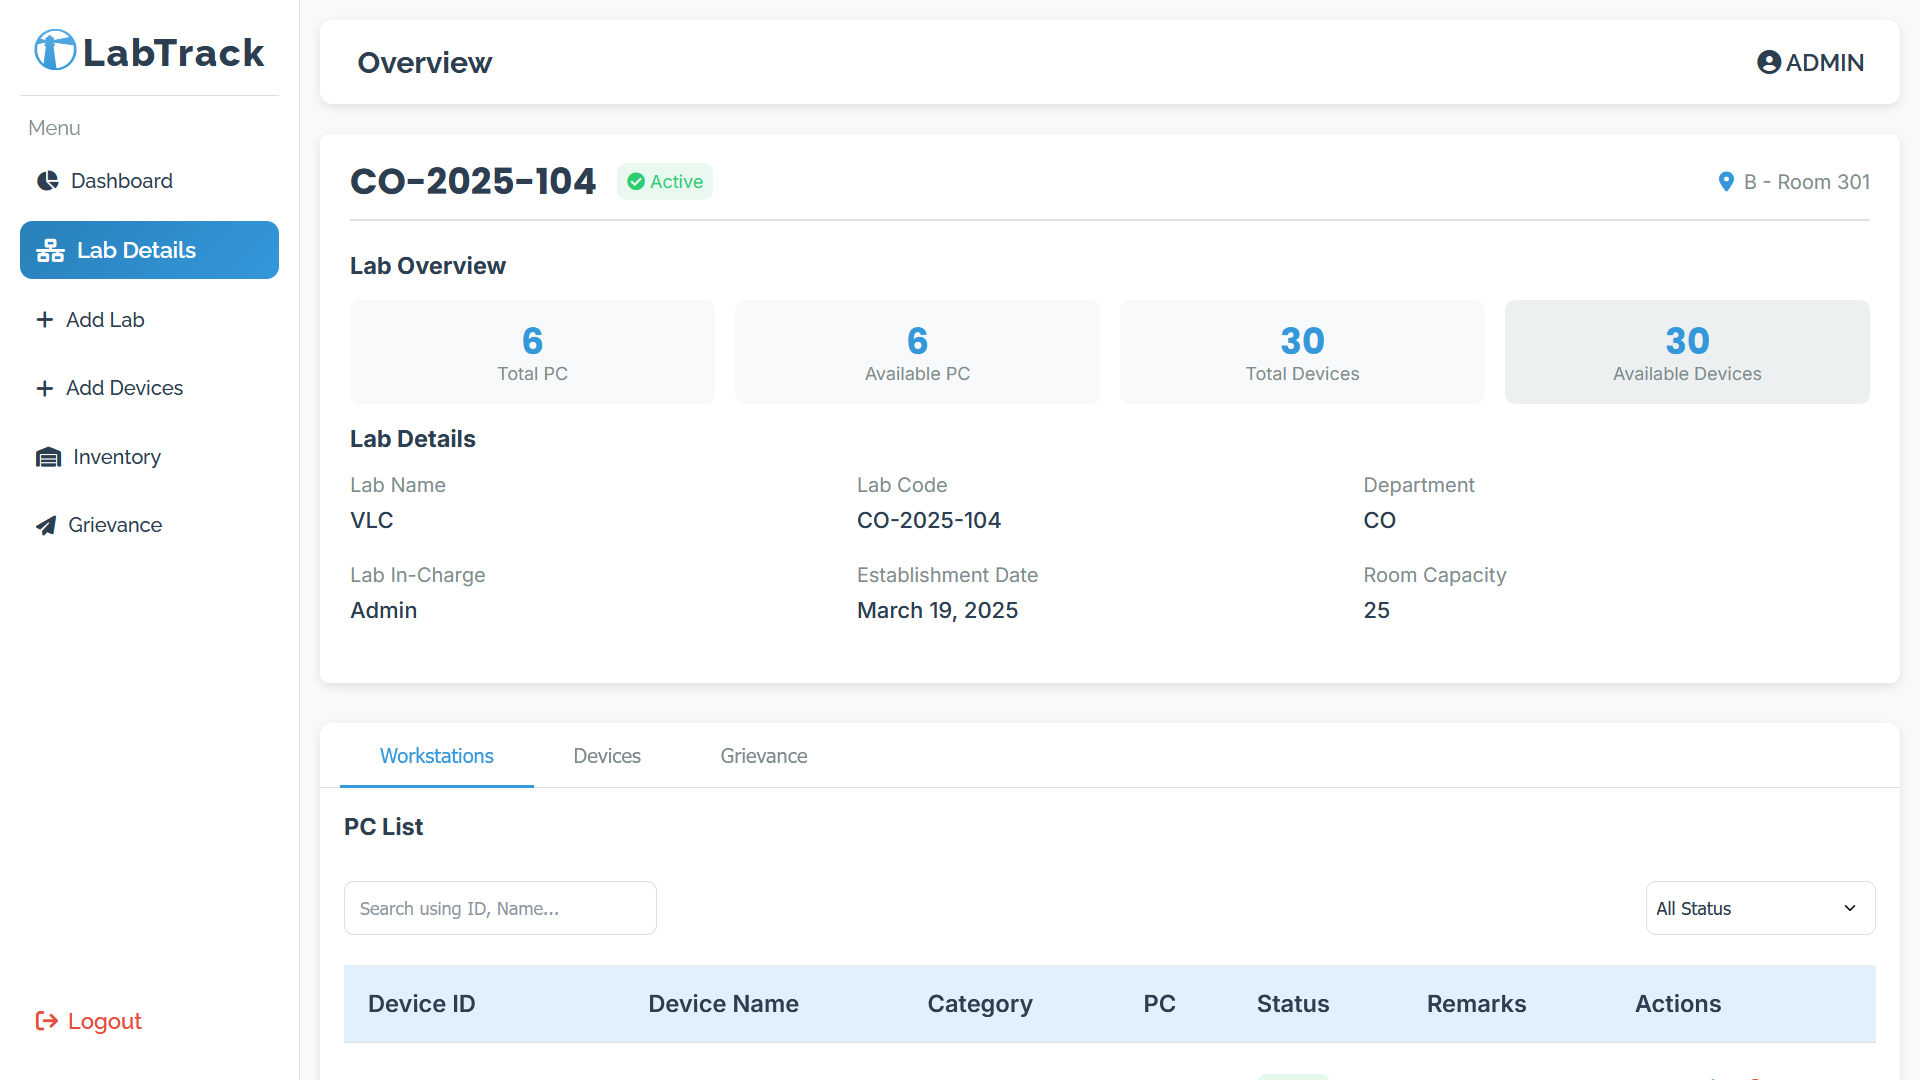 LabTrack
Menu
Dashboard
Lab Details
Add Lab
Add Devices
Inventory
Grievance
Logout
Overview
ADMIN
CO-2025-104
Active
B - Room 301
Lab Overview
6
Total PC
6
Available PC
30
Total Devices
30
Available Devices
Lab Details
Lab Name
VLC
Lab Code
CO-2025-104
Department
CO
Lab In-Charge
Admin
Establishment Date
March 19, 2025
Room Capacity
25
Workstations
Devices
Grievance
PC List
Search using ID, Name...
All Status
Device ID
Device Name
Category
PC
Status
Remarks
Actions